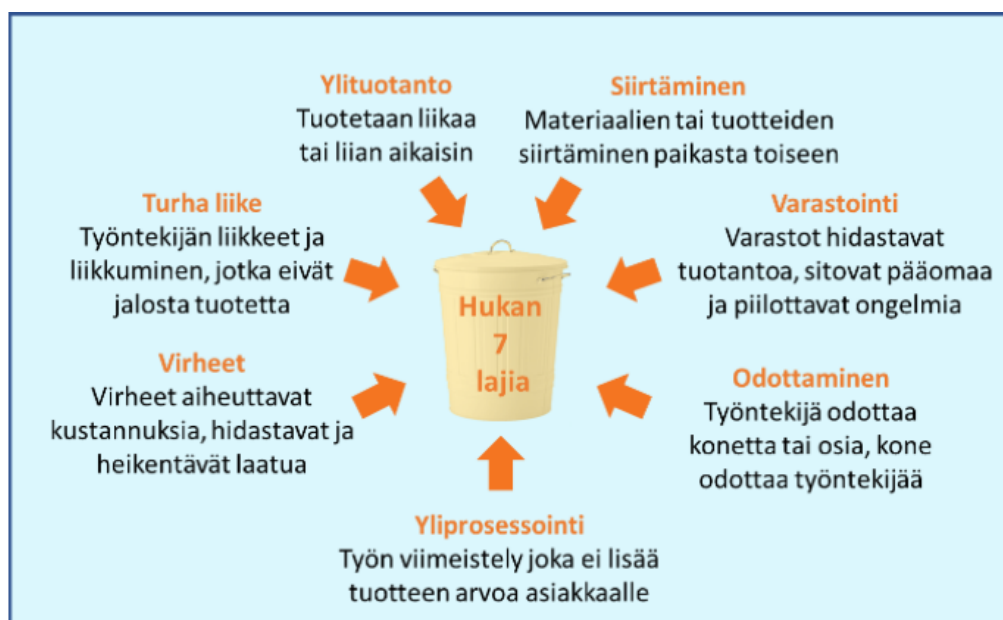 Ylituotanto
Tuotetaan liikaa
tai liian aikaisin
Siirtäminen
Materiaalien tai tuotteiden
siirtäminen paikasta toiseen
Turha liike
Työntekijän liikkeet ja
liikkuminen, jotka eivät
jalosta tuotetta
Varastointi
Varastot hidastavat
tuotantoa, sitovat pääomaa
ja piilottavat ongelmia
Hukan
7
lajia
Virheet
Virheet aiheuttavat
kustannuksia, hidastavat ja
heikentävät laatua
Odottaminen
Työntekijä odottaa
konetta tai osia, kone
odottaa työntekijää
Yliprosessointi
Työn viimeistely joka ei lisää
tuotteen arvoa asiakkaalle